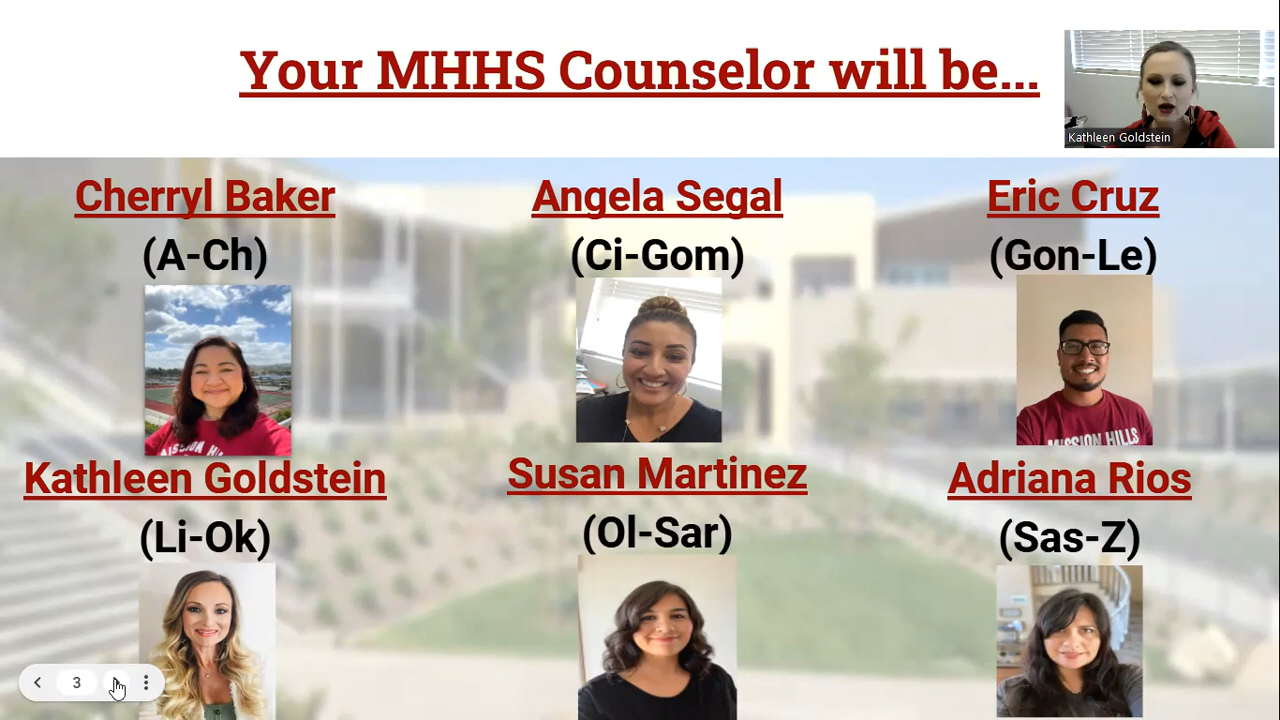 Your MHHS Counselor will be...
Kathleen Goldstein
Cherryl Baker
Angela Segal
Eric Cruz
(A-Ch)
(Ci-Gom)
(Gon-Le)
MISSION HILLS
Kathleen Goldstein
Susan Martinez
Adriana Rios
(Li-Ok)
(Ol-Sar)
(Sas-Z)
3